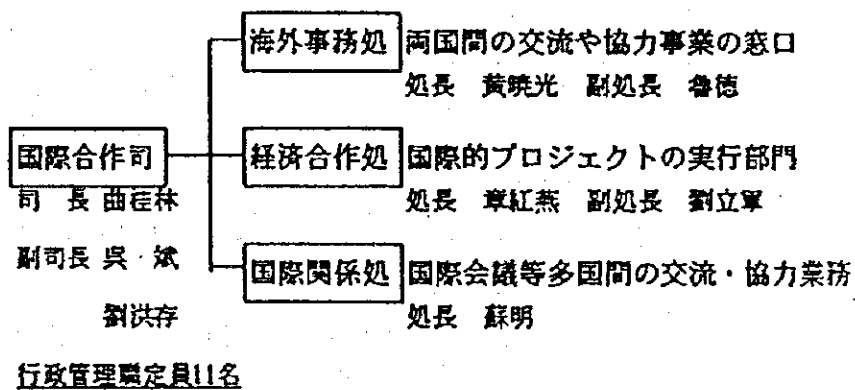 海外事務処 両国間の交流や協力事業の窓口
処長 黄暁光 副処長 魯徳
国際合作司
司 長 曲桂林
副司長 呉 斌
劉洪存
経済合作処 国際的プロジェクトの実行部門
処長 章紅燕 副処長 劉立軍
国際関係処 国際会議等多国間の交流・協力業務
処長 蘇明
行政管理職定員11名